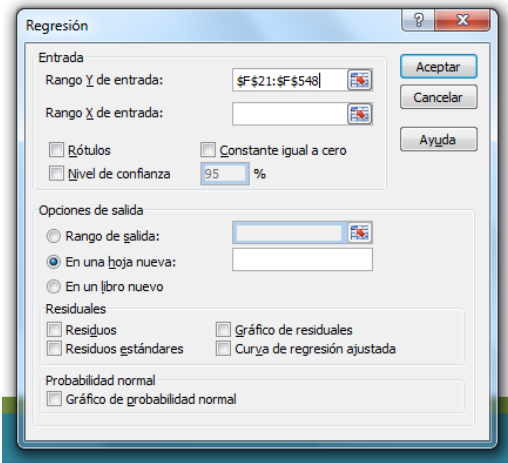 Regresión
Entrada
Rango Y de entrada: $F$21:$F$548
Aceptar
Cancelar
Rango X de entrada:
Ayuda
Rótulos Constante igual a cero
Nivel de confianza 95 %
Opciones de salida
Rango de salida:
En una hoja nueva:
En un libro nuevo
Residuales
Residuos Gráfico de residuales
Residuos estándares Curva de regresión ajustada
Probabilidad normal
Gráfico de probabilidad normal